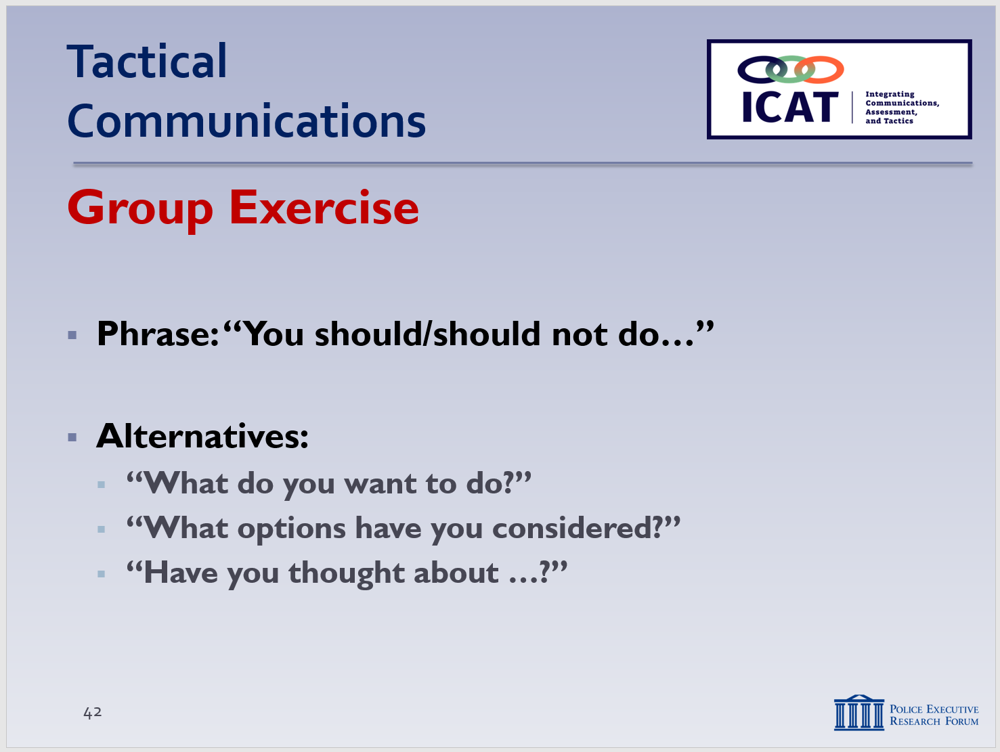 Tactical
Communications
ICAT
Integrating
Communications,
Assessment,
and Tactics
Group Exercise
▪ Phrase: “You should/should not do…”
▪ Alternatives:
▪ “What do you want to do?”
▪ “What options have you considered?”
▪ “Have you thought about …?”
42
POLICE EXECUTIVE
RESEARCH FORUM